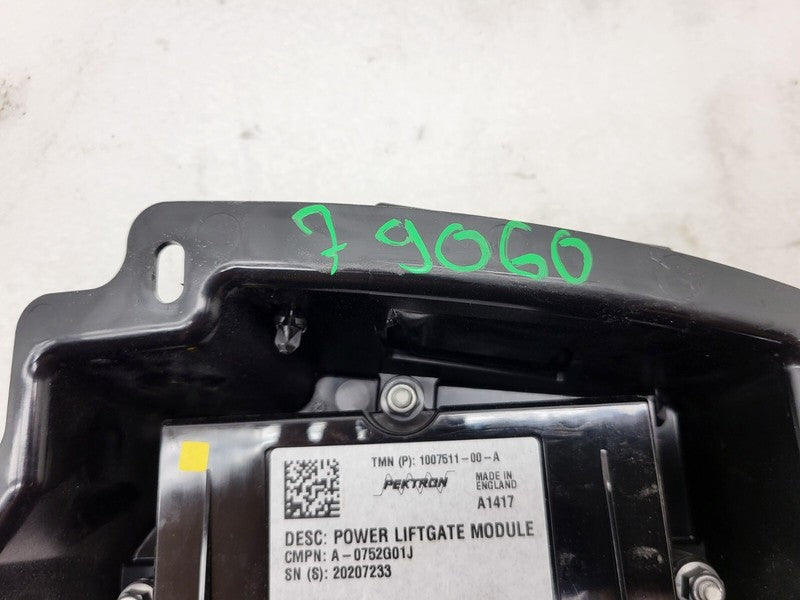 79060
TMN (P): 1007511-00-A
PEKTRON
MADE IN
ENGLAND
A1417
DESC: POWER LIFTGATE MODULE
CMPN: A-0752G01J
SN (S): 20207233